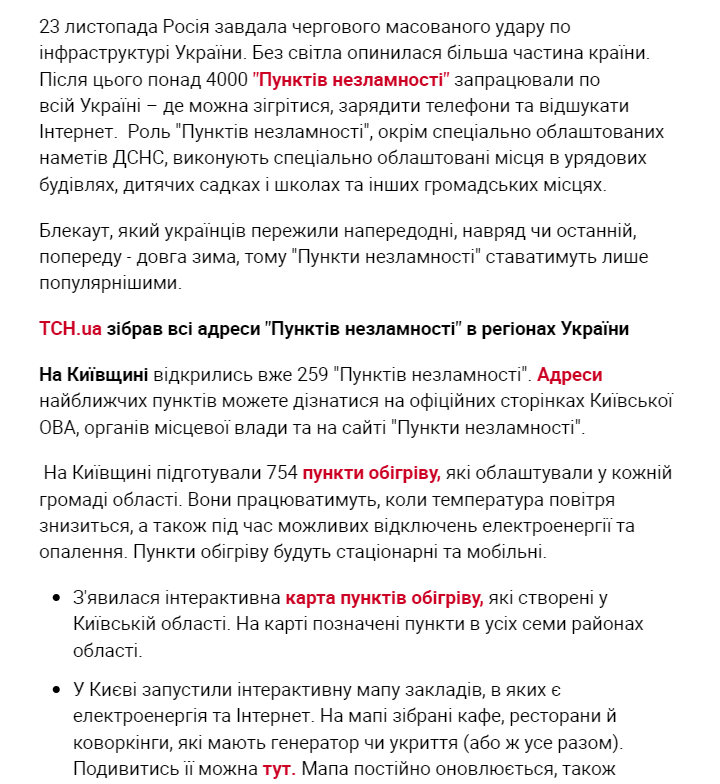 23 листопада Росія завдала чергового масованого удару по
інфраструктурі України. Без світла опинилася більша частина країни.
Після цього понад 4000 "Пунктів незламності" запрацювали по
всій Україні – де можна зігрітися, зарядити телефони та відшукати
Інтернет. Роль "Пунктів незламності", окрім спеціально облаштованих
наметів ДСНС, виконують спеціально облаштовані місця в урядових
будівлях, дитячих садках і школах та інших громадських місцях.
Блекаут, який українців пережили напередодні, навряд чи останній,
попереду - довга зима, тому "Пункти незламності" ставатимуть лише
популярнішими.
ТСН.ua зібрав всі адреси "Пунктів незламності" в регіонах України
На Київщині відкрились вже 259 "Пунктів незламності". Адреси
найближчих пунктів можете дізнатися на офіційних сторінках Київської
ОВА, органів місцевої влади та на сайті "Пункти незламності".
На Київщині підготували 754 пункти обігріву, які облаштували у кожній
громаді області. Вони працюватимуть, коли температура повітря
знизиться, а також під час можливих відключень електроенергії та
опалення. Пункти обігріву будуть стаціонарні та мобільні.
• З'явилася інтерактивна карта пунктів обігріву, які створені у
Київській області. На карті позначені пункти в усіх семи районах
області.
• У Києві запустили інтерактивну мапу закладів, в яких є
електроенергія та Інтернет. На мапі зібрані кафе, ресторани й
коворкінги, які мають генератор чи укриття (або ж усе разом).
Подивитись її можна тут. Мапа постійно оновлюється, також